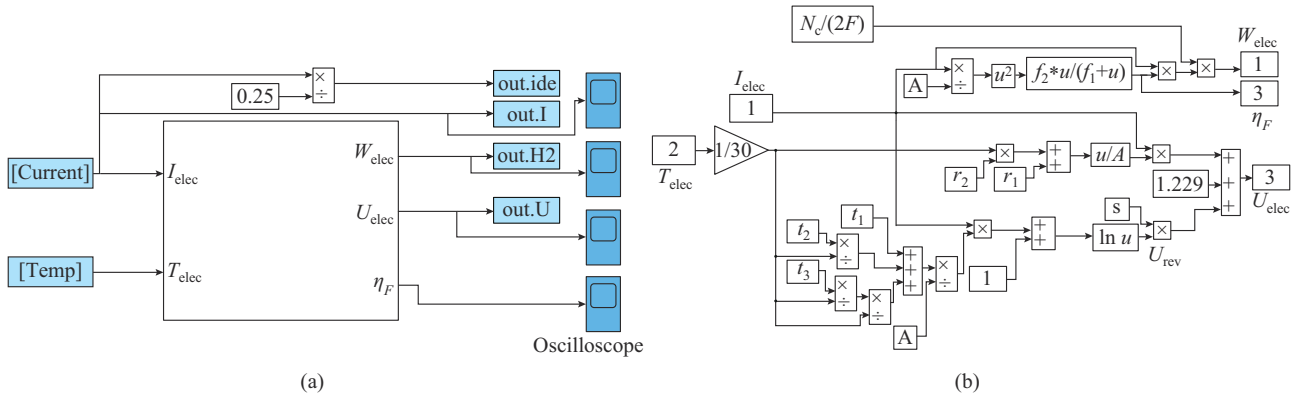 0.25
×
÷
out.ide
out.I
[Current]
I_elec
W_elec
out.H2
U_elec
out.U
[Temp]
T_elec
η_F
Oscilloscope
(a)
N_c/(2F)
W_elec
1
3
η_F
×
÷
A
u²
f₂*u/(f₁+u)
×
×
I_elec
1
2
T_elec
1/30
×
r₂
+
+
r₁
u/A
×
1.229
+
+
+
3
U_elec
s
×
U_rev
ln u
t₁
×
+
+
1
t₂
×
÷
t₃
×
÷
×
÷
+
+
+
×
÷
A
(b)